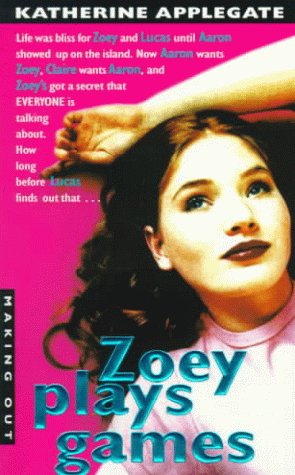 KATHERINE APPLEGATE
Life was bliss for Zoey and Lucas until Aaron
showed up on the island. Now Aaron wants
Zoey, Claire wants Aaron, and
Zoey's got a secret that
EVERYONE is
talking
about.
How
long
before Lucas
finds out that . . .
MAKING OUT
Zoey
plays
games